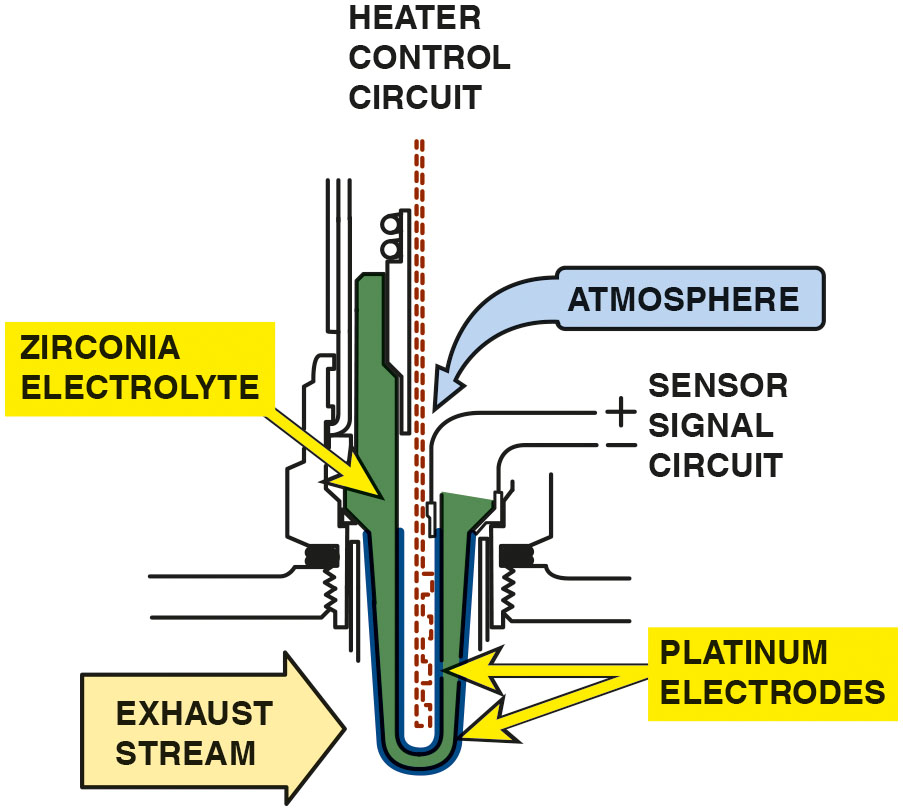 HEATER
CONTROL
CIRCUIT
ATMOSPHERE
ZIRCONIA
ELECTROLYTE
+ SENSOR
SIGNAL
− CIRCUIT
PLATINUM
ELECTRODES
EXHAUST
STREAM